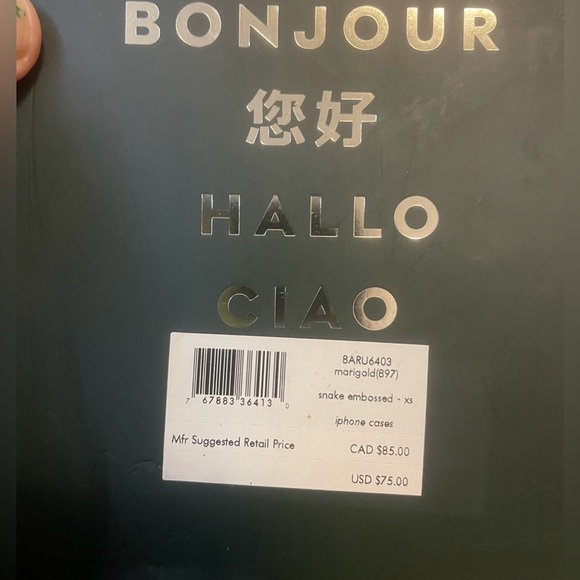 BONJOUR
您好
HALLO
CIAO
BARU6403
marigold(897)
snake embossed - xs
7 67883 36413 0
iphone cases
Mfr Suggested Retail Price
CAD $85.00
USD $75.00